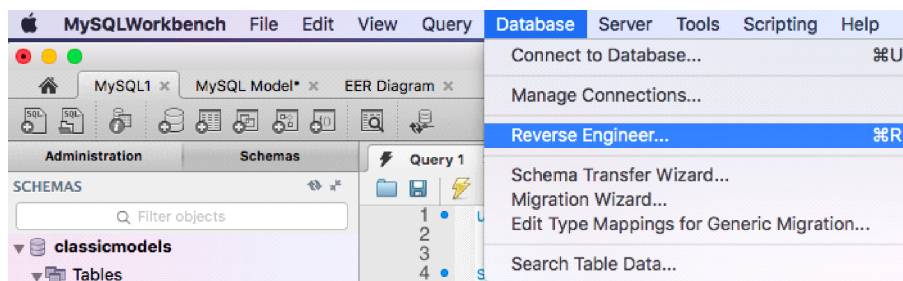 MySQLWorkbench File Edit View Query Database Server Tools Scripting Help
Connect to Database... ⌘U
MySQL1 × MySQL Model* × EER Diagram ×
Manage Connections...
SQL SQL
Reverse Engineer... ⌘R
Administration Schemas Query 1
SCHEMAS
Schema Transfer Wizard...
Migration Wizard...
Filter objects
Edit Type Mappings for Generic Migration...
1
2
classicmodels
3
Search Table Data...
Tables
4